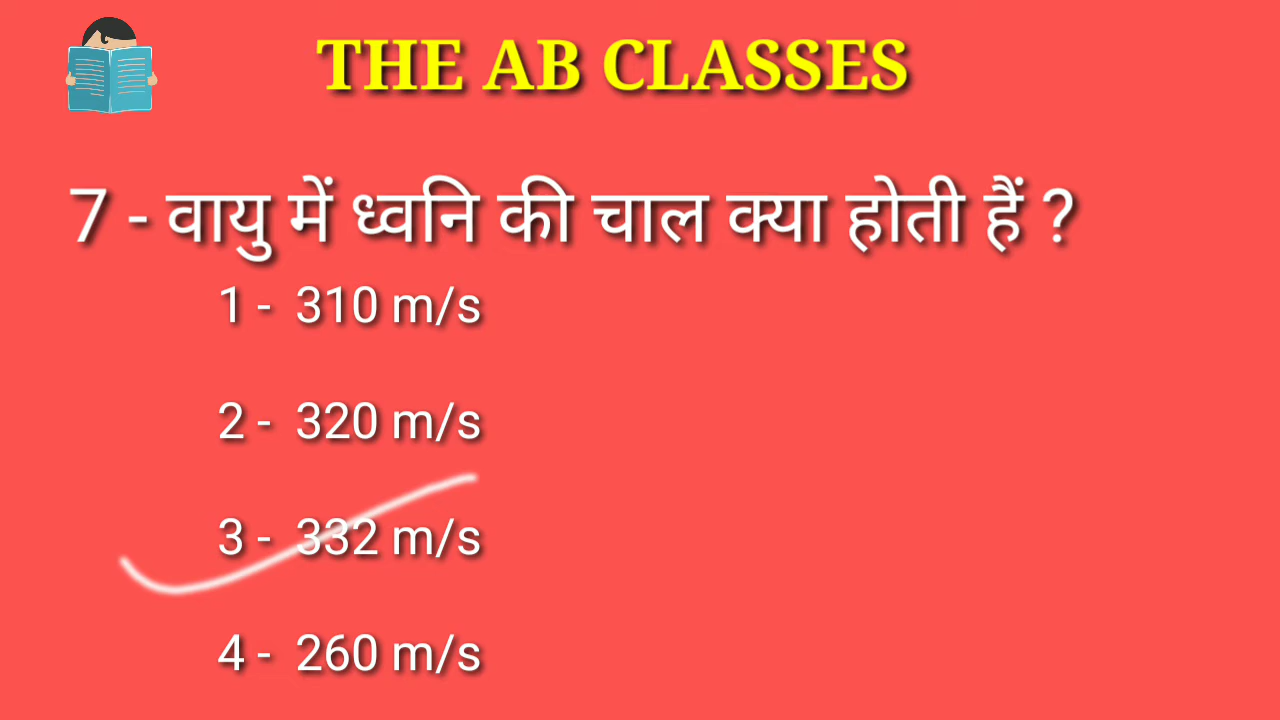 THE AB CLASSES
7 - वायु में ध्वनि की चाल क्या होती हैं ?
1 - 310 m/s
2 - 320 m/s
3 - 332 m/s
4 - 260 m/s